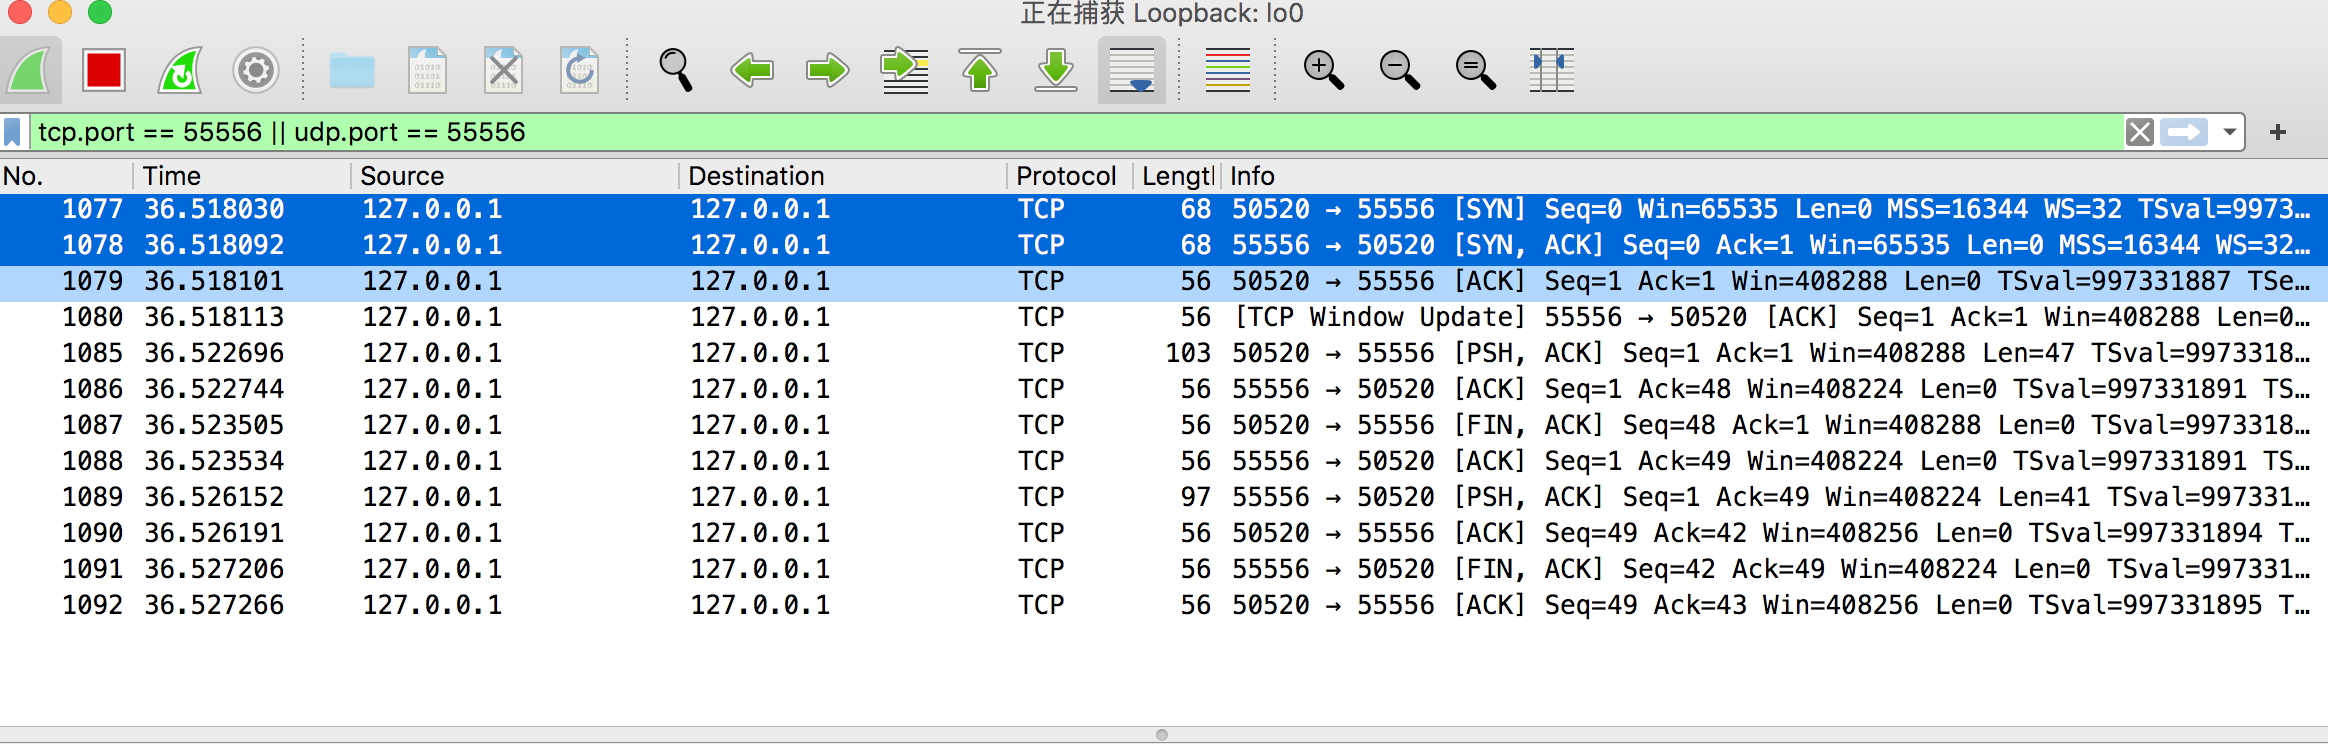 正在捕获 Loopback: lo0
tcp.port == 55556 || udp.port == 55556
No. Time Source Destination Protocol Lengtl Info
1077 36.518030 127.0.0.1 127.0.0.1 TCP 68 50520 → 55556 [SYN] Seq=0 Win=65535 Len=0 MSS=16344 WS=32 TSval=9973…
1078 36.518092 127.0.0.1 127.0.0.1 TCP 68 55556 → 50520 [SYN, ACK] Seq=0 Ack=1 Win=65535 Len=0 MSS=16344 WS=32…
1079 36.518101 127.0.0.1 127.0.0.1 TCP 56 50520 → 55556 [ACK] Seq=1 Ack=1 Win=408288 Len=0 TSval=997331887 TSe…
1080 36.518113 127.0.0.1 127.0.0.1 TCP 56 [TCP Window Update] 55556 → 50520 [ACK] Seq=1 Ack=1 Win=408288 Len=0…
1085 36.522696 127.0.0.1 127.0.0.1 TCP 103 50520 → 55556 [PSH, ACK] Seq=1 Ack=1 Win=408288 Len=47 TSval=9973318…
1086 36.522744 127.0.0.1 127.0.0.1 TCP 56 55556 → 50520 [ACK] Seq=1 Ack=48 Win=408224 Len=0 TSval=997331891 TS…
1087 36.523505 127.0.0.1 127.0.0.1 TCP 56 50520 → 55556 [FIN, ACK] Seq=48 Ack=1 Win=408288 Len=0 TSval=9973318…
1088 36.523534 127.0.0.1 127.0.0.1 TCP 56 55556 → 50520 [ACK] Seq=1 Ack=49 Win=408224 Len=0 TSval=997331891 TS…
1089 36.526152 127.0.0.1 127.0.0.1 TCP 97 55556 → 50520 [PSH, ACK] Seq=1 Ack=49 Win=408224 Len=41 TSval=997331…
1090 36.526191 127.0.0.1 127.0.0.1 TCP 56 50520 → 55556 [ACK] Seq=49 Ack=42 Win=408256 Len=0 TSval=997331894 T…
1091 36.527206 127.0.0.1 127.0.0.1 TCP 56 55556 → 50520 [FIN, ACK] Seq=42 Ack=49 Win=408224 Len=0 TSval=997331…
1092 36.527266 127.0.0.1 127.0.0.1 TCP 56 50520 → 55556 [ACK] Seq=49 Ack=43 Win=408256 Len=0 TSval=997331895 T…